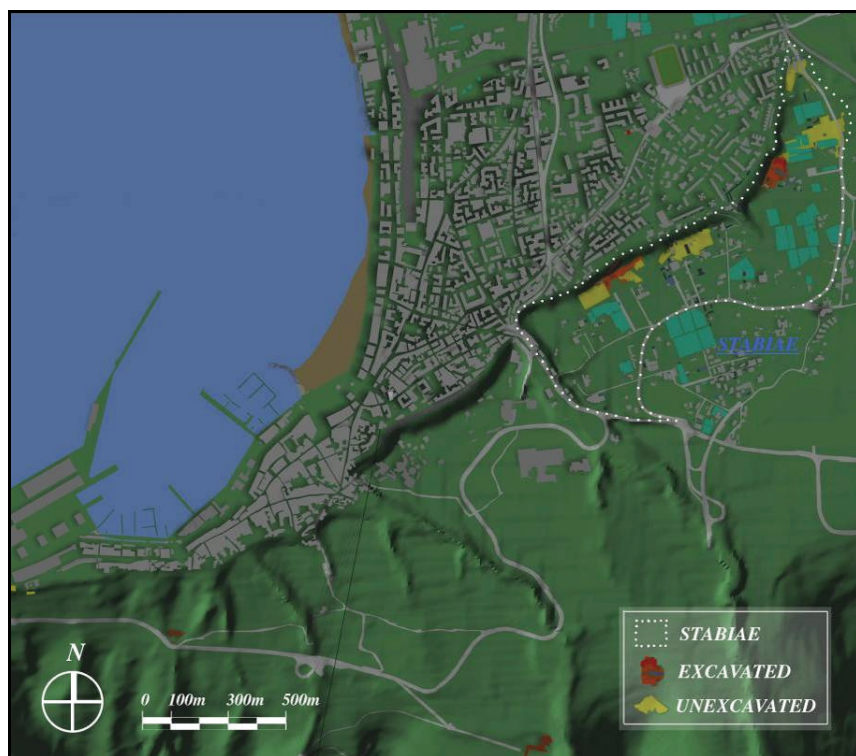 STABIAE
STABIAE
EXCAVATED
UNEXCAVATED
N
0 100m 300m 500m